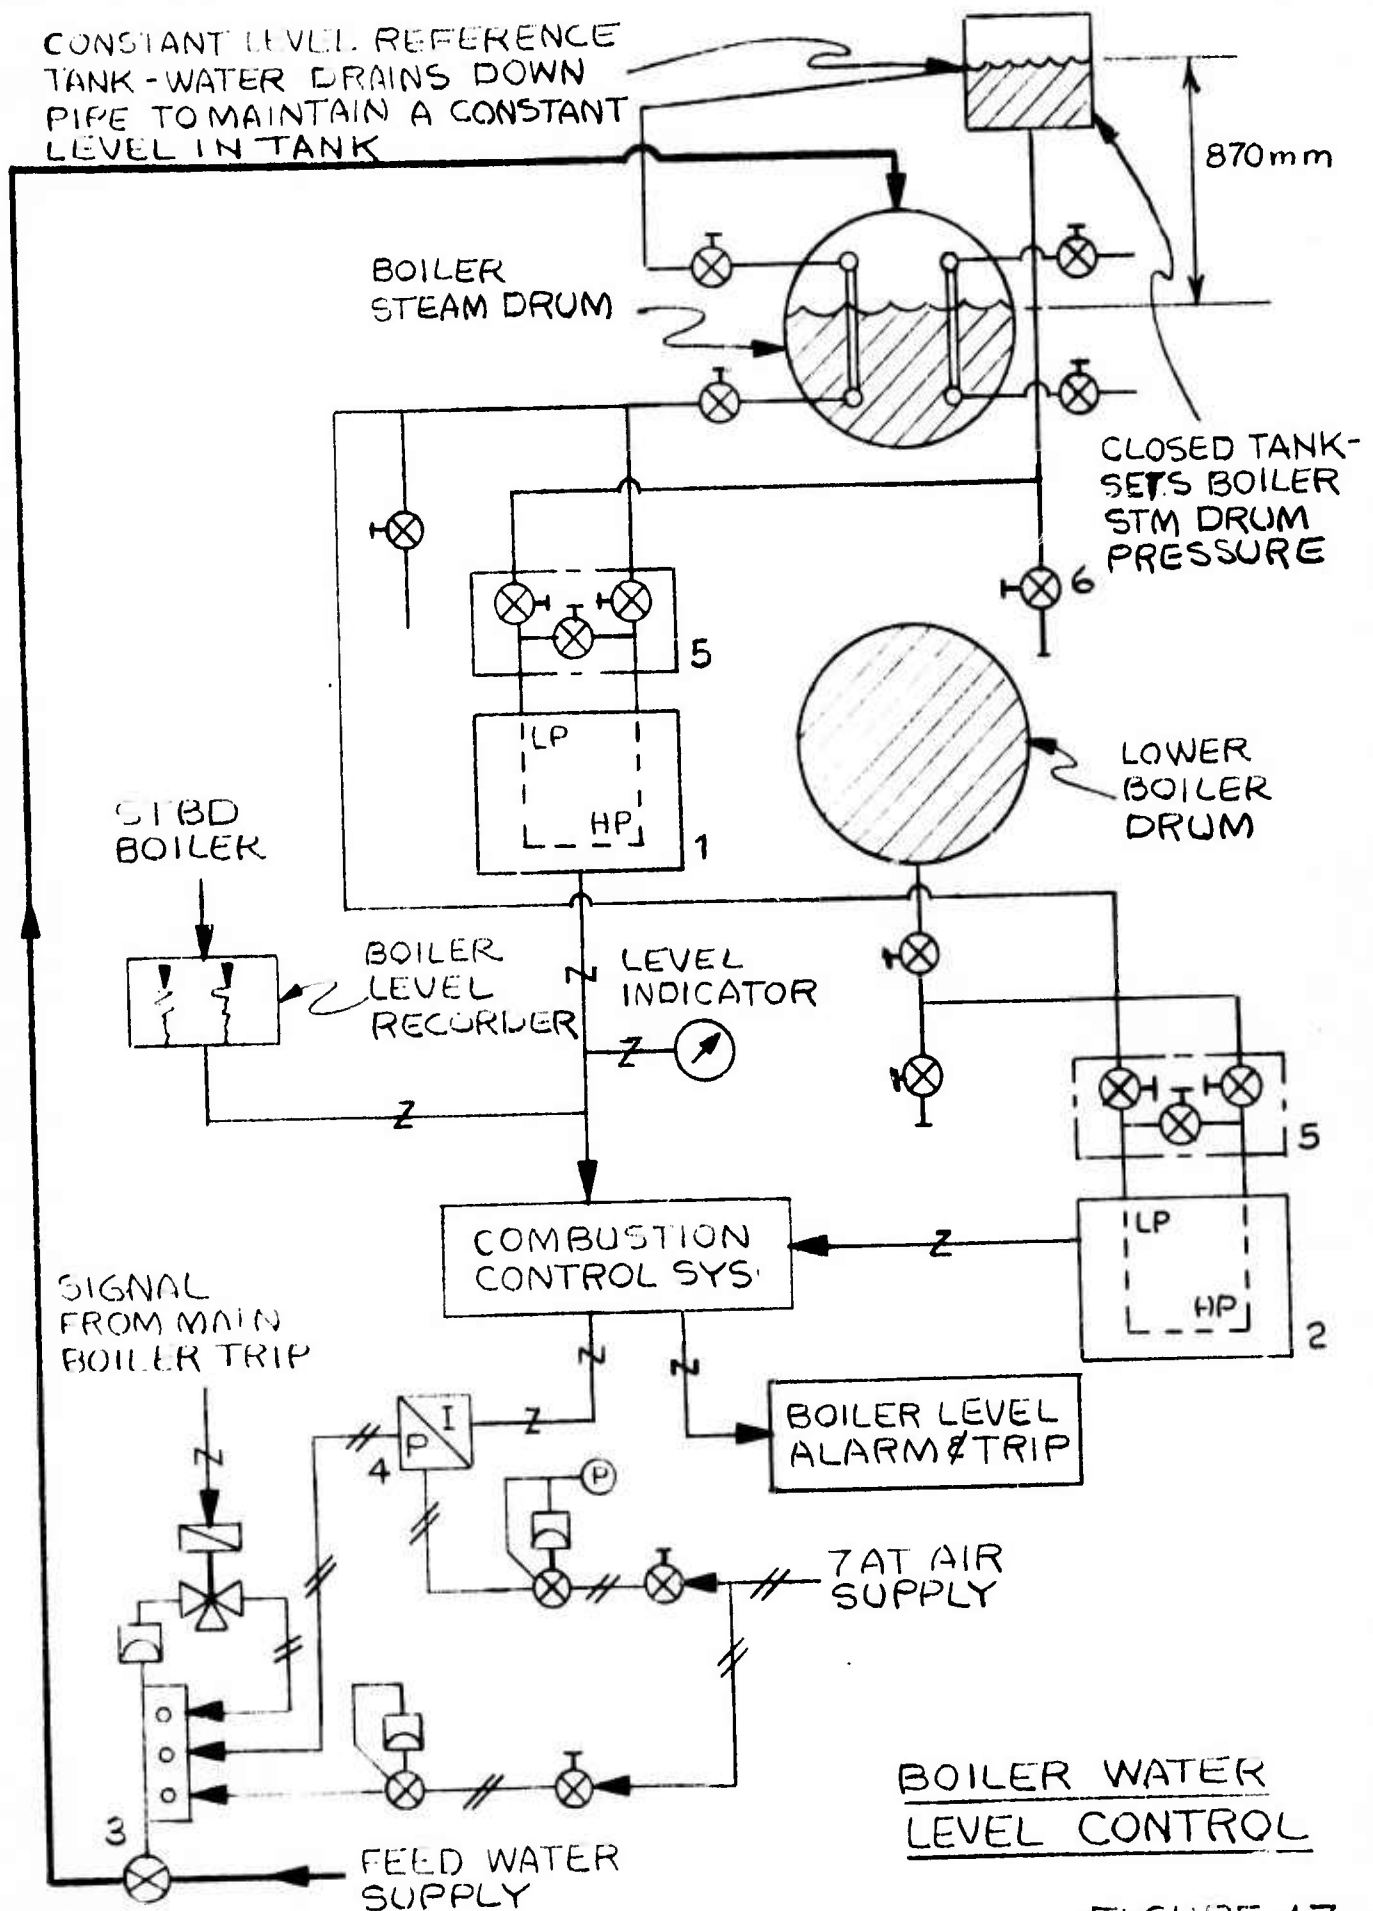 CONSTANT LEVEL REFERENCE
TANK-WATER DRAINS DOWN
PIPE TO MAINTAIN A CONSTANT
LEVEL IN TANK
870mm
BOILER
STEAM DRUM
CLOSED TANK-
SETS BOILER
STM DRUM
PRESSURE
6
5
LP
HP
1
LOWER
BOILER
DRUM
STBD
BOILER
BOILER
LEVEL
RECORDER
LEVEL
INDICATOR
5
COMBUSTION
CONTROL SYS.
LP
HP
2
SIGNAL
FROM MAIN
BOILER TRIP
I
P
4
BOILER LEVEL
ALARM & TRIP
P
7 AT AIR
SUPPLY
3
FEED WATER
SUPPLY
BOILER WATER
LEVEL CONTROL